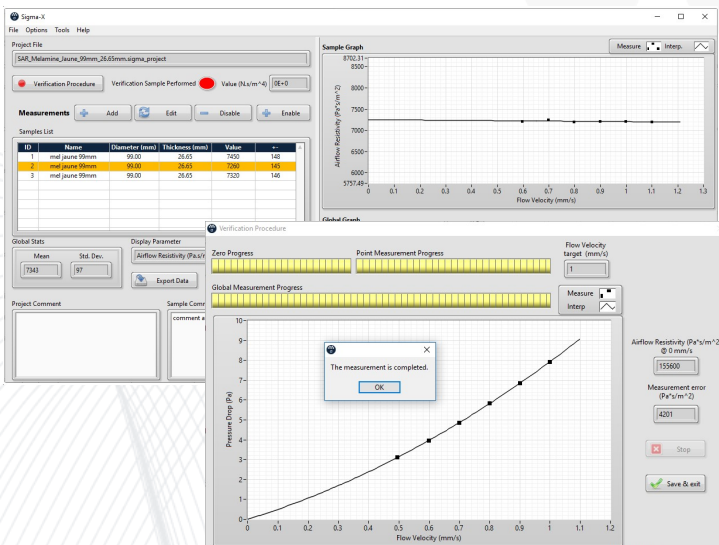 Sigma-X
File Options Tools Help
Project File
SAR_Melamine_Jaune_99mm_26.65mm.sigma_project
Verification Procedure Verification Sample Performed Value (N.s/m^4) 0E+0
Measurements Add Edit Disable Enable
Samples List
ID Name Diameter (mm) Thickness (mm) Value +-
1 mel jaune 99mm 99.00 26.65 7450 148
2 mel jaune 99mm 99.00 26.65 7260 145
3 mel jaune 99mm 99.00 26.65 7320 146
Global Stats
Mean Std. Dev.
7343 97
Display Parameter
Airflow Resistivity (Pa.s/
Export Data
Project Comment
Sample Comm
comment a
Sample Graph
Measure Interp.
Airflow Resistivity (Pa*s/m^2)
8702.31
8500
8000
7500
7000
6500
6000
5757.49
0 0.1 0.2 0.3 0.4 0.5 0.6 0.7 0.8 0.9 1 1.1 1.2 1.3
Flow Velocity (mm/s)
Global Graph
Verification Procedure
Zero Progress
Point Measurement Progress
Flow Velocity
target (mm/s)
1
Global Measurement Progress
Measure
Interp
Pressure Drop (Pa)
10
9
8
7
6
5
4
3
2
1
0
0 0.1 0.2 0.3 0.4 0.5 0.6 0.7 0.8 0.9 1 1.1 1.2
Flow Velocity (mm/s)
The measurement is completed.
OK
Airflow Resistivity (Pa*s/m^2
@ 0 mm/s
155600
Measurement error
(Pa*s/m^2)
4201
Stop
Save & exit